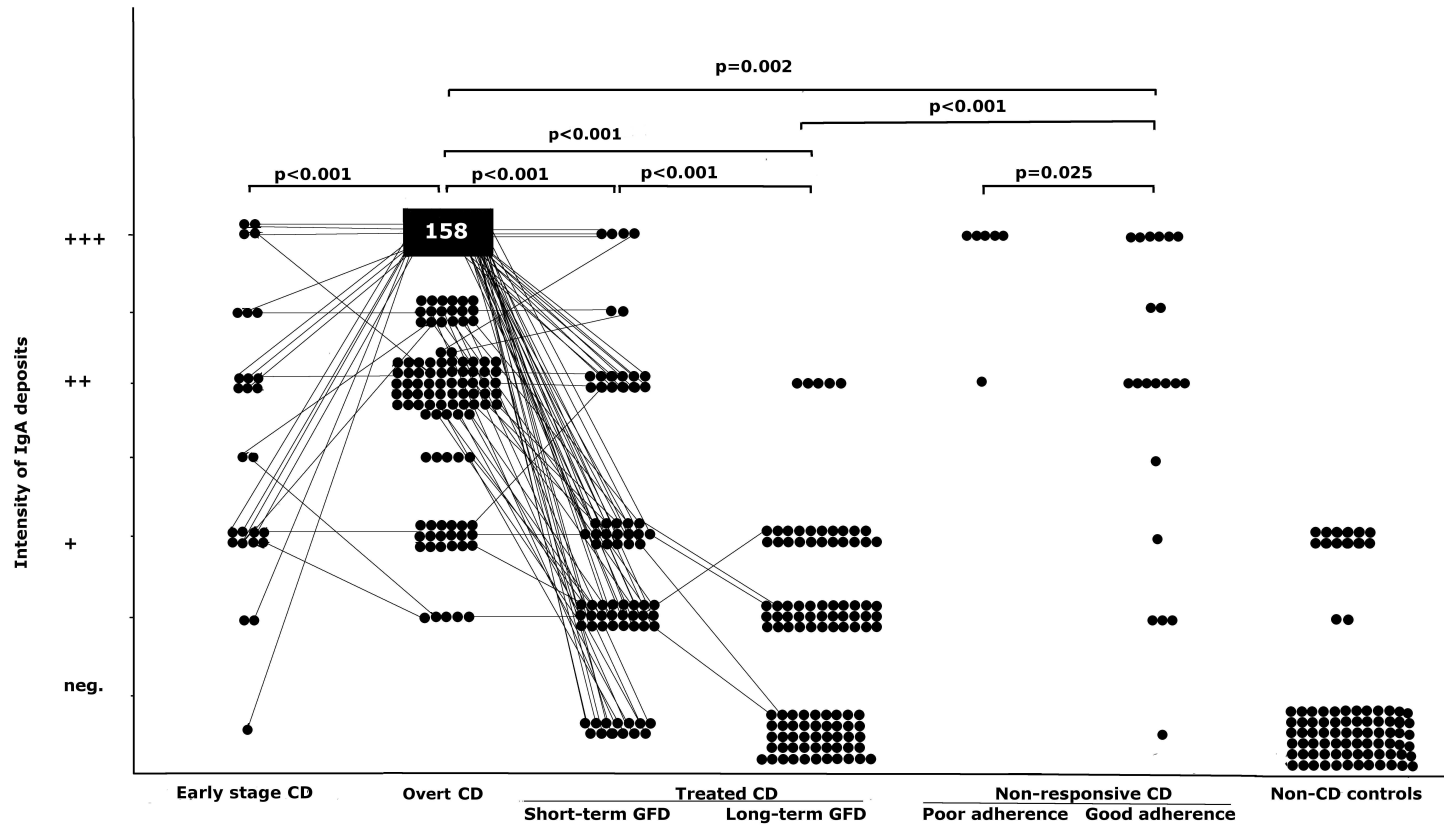 p=0.002
p<0.001
p<0.001
p<0.001 p<0.001 p<0.001 p=0.025
Intensity of IgA deposits
+++
158
++
+
neg.
Early stage CD Overt CD Treated CD Non-responsive CD Non-CD controls
Short-term GFD Long-term GFD Poor adherence Good adherence